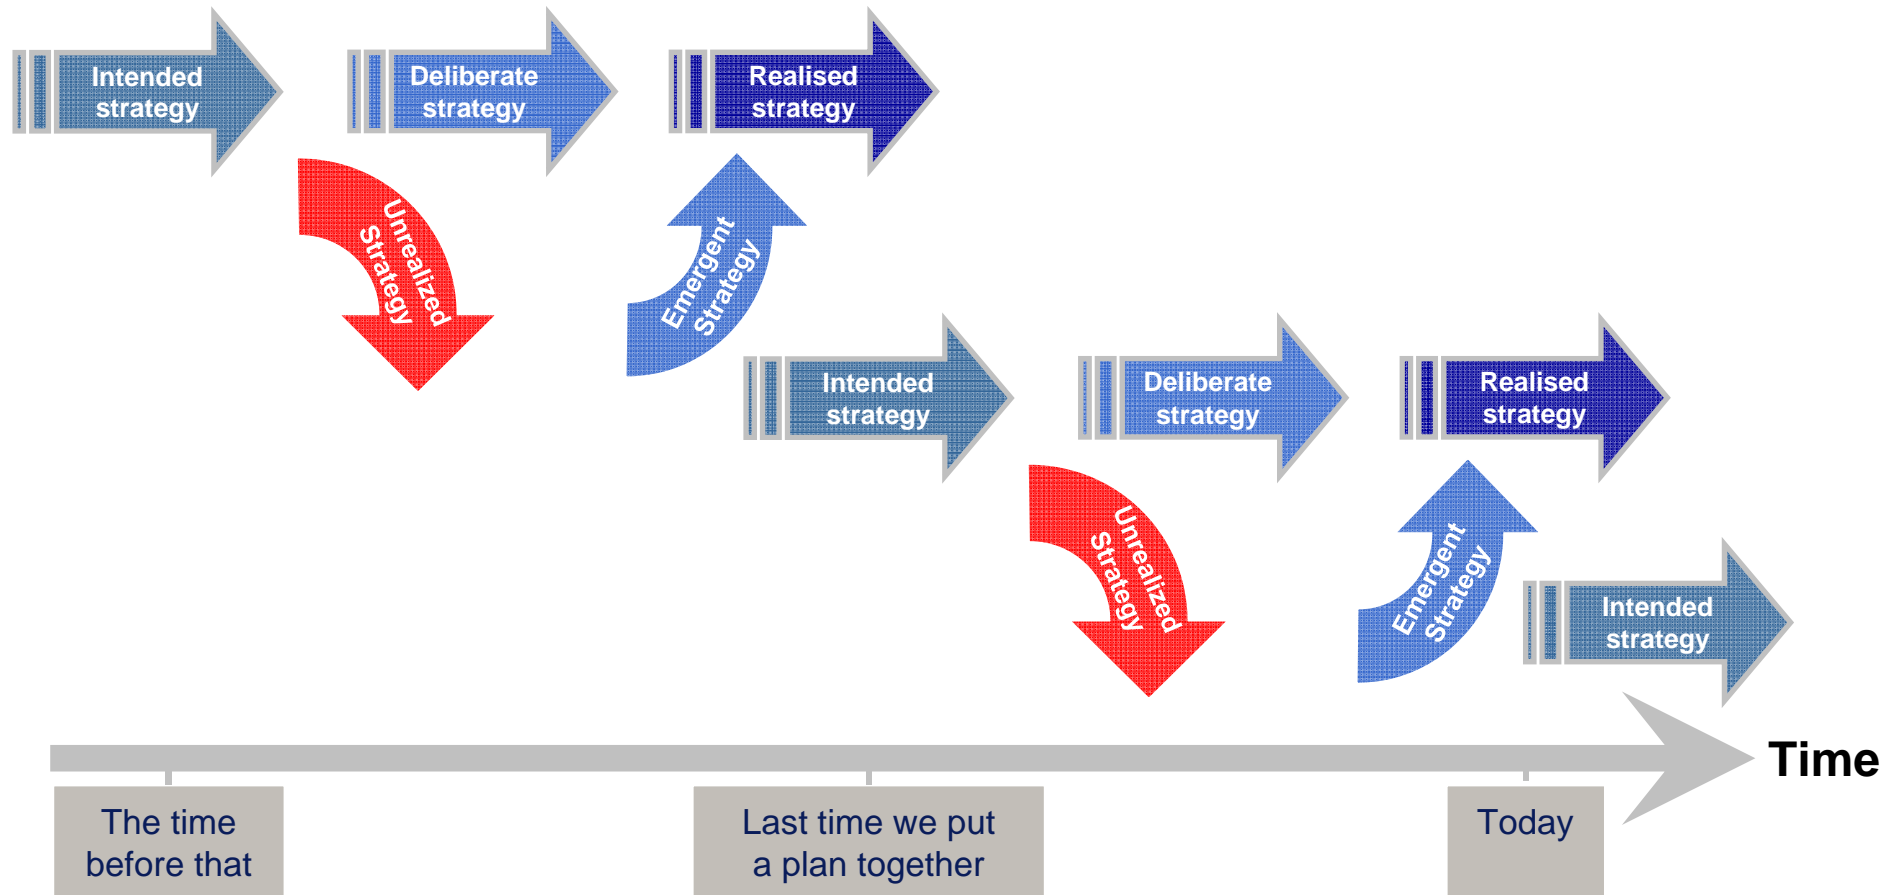 Intended
strategy
Deliberate
strategy
Realised
strategy
Unrealized
Strategy
Emergent
Strategy
Intended
strategy
Deliberate
strategy
Realised
strategy
Unrealized
Strategy
Emergent
Strategy
Intended
strategy
Time
The time
before that
Last time we put
a plan together
Today